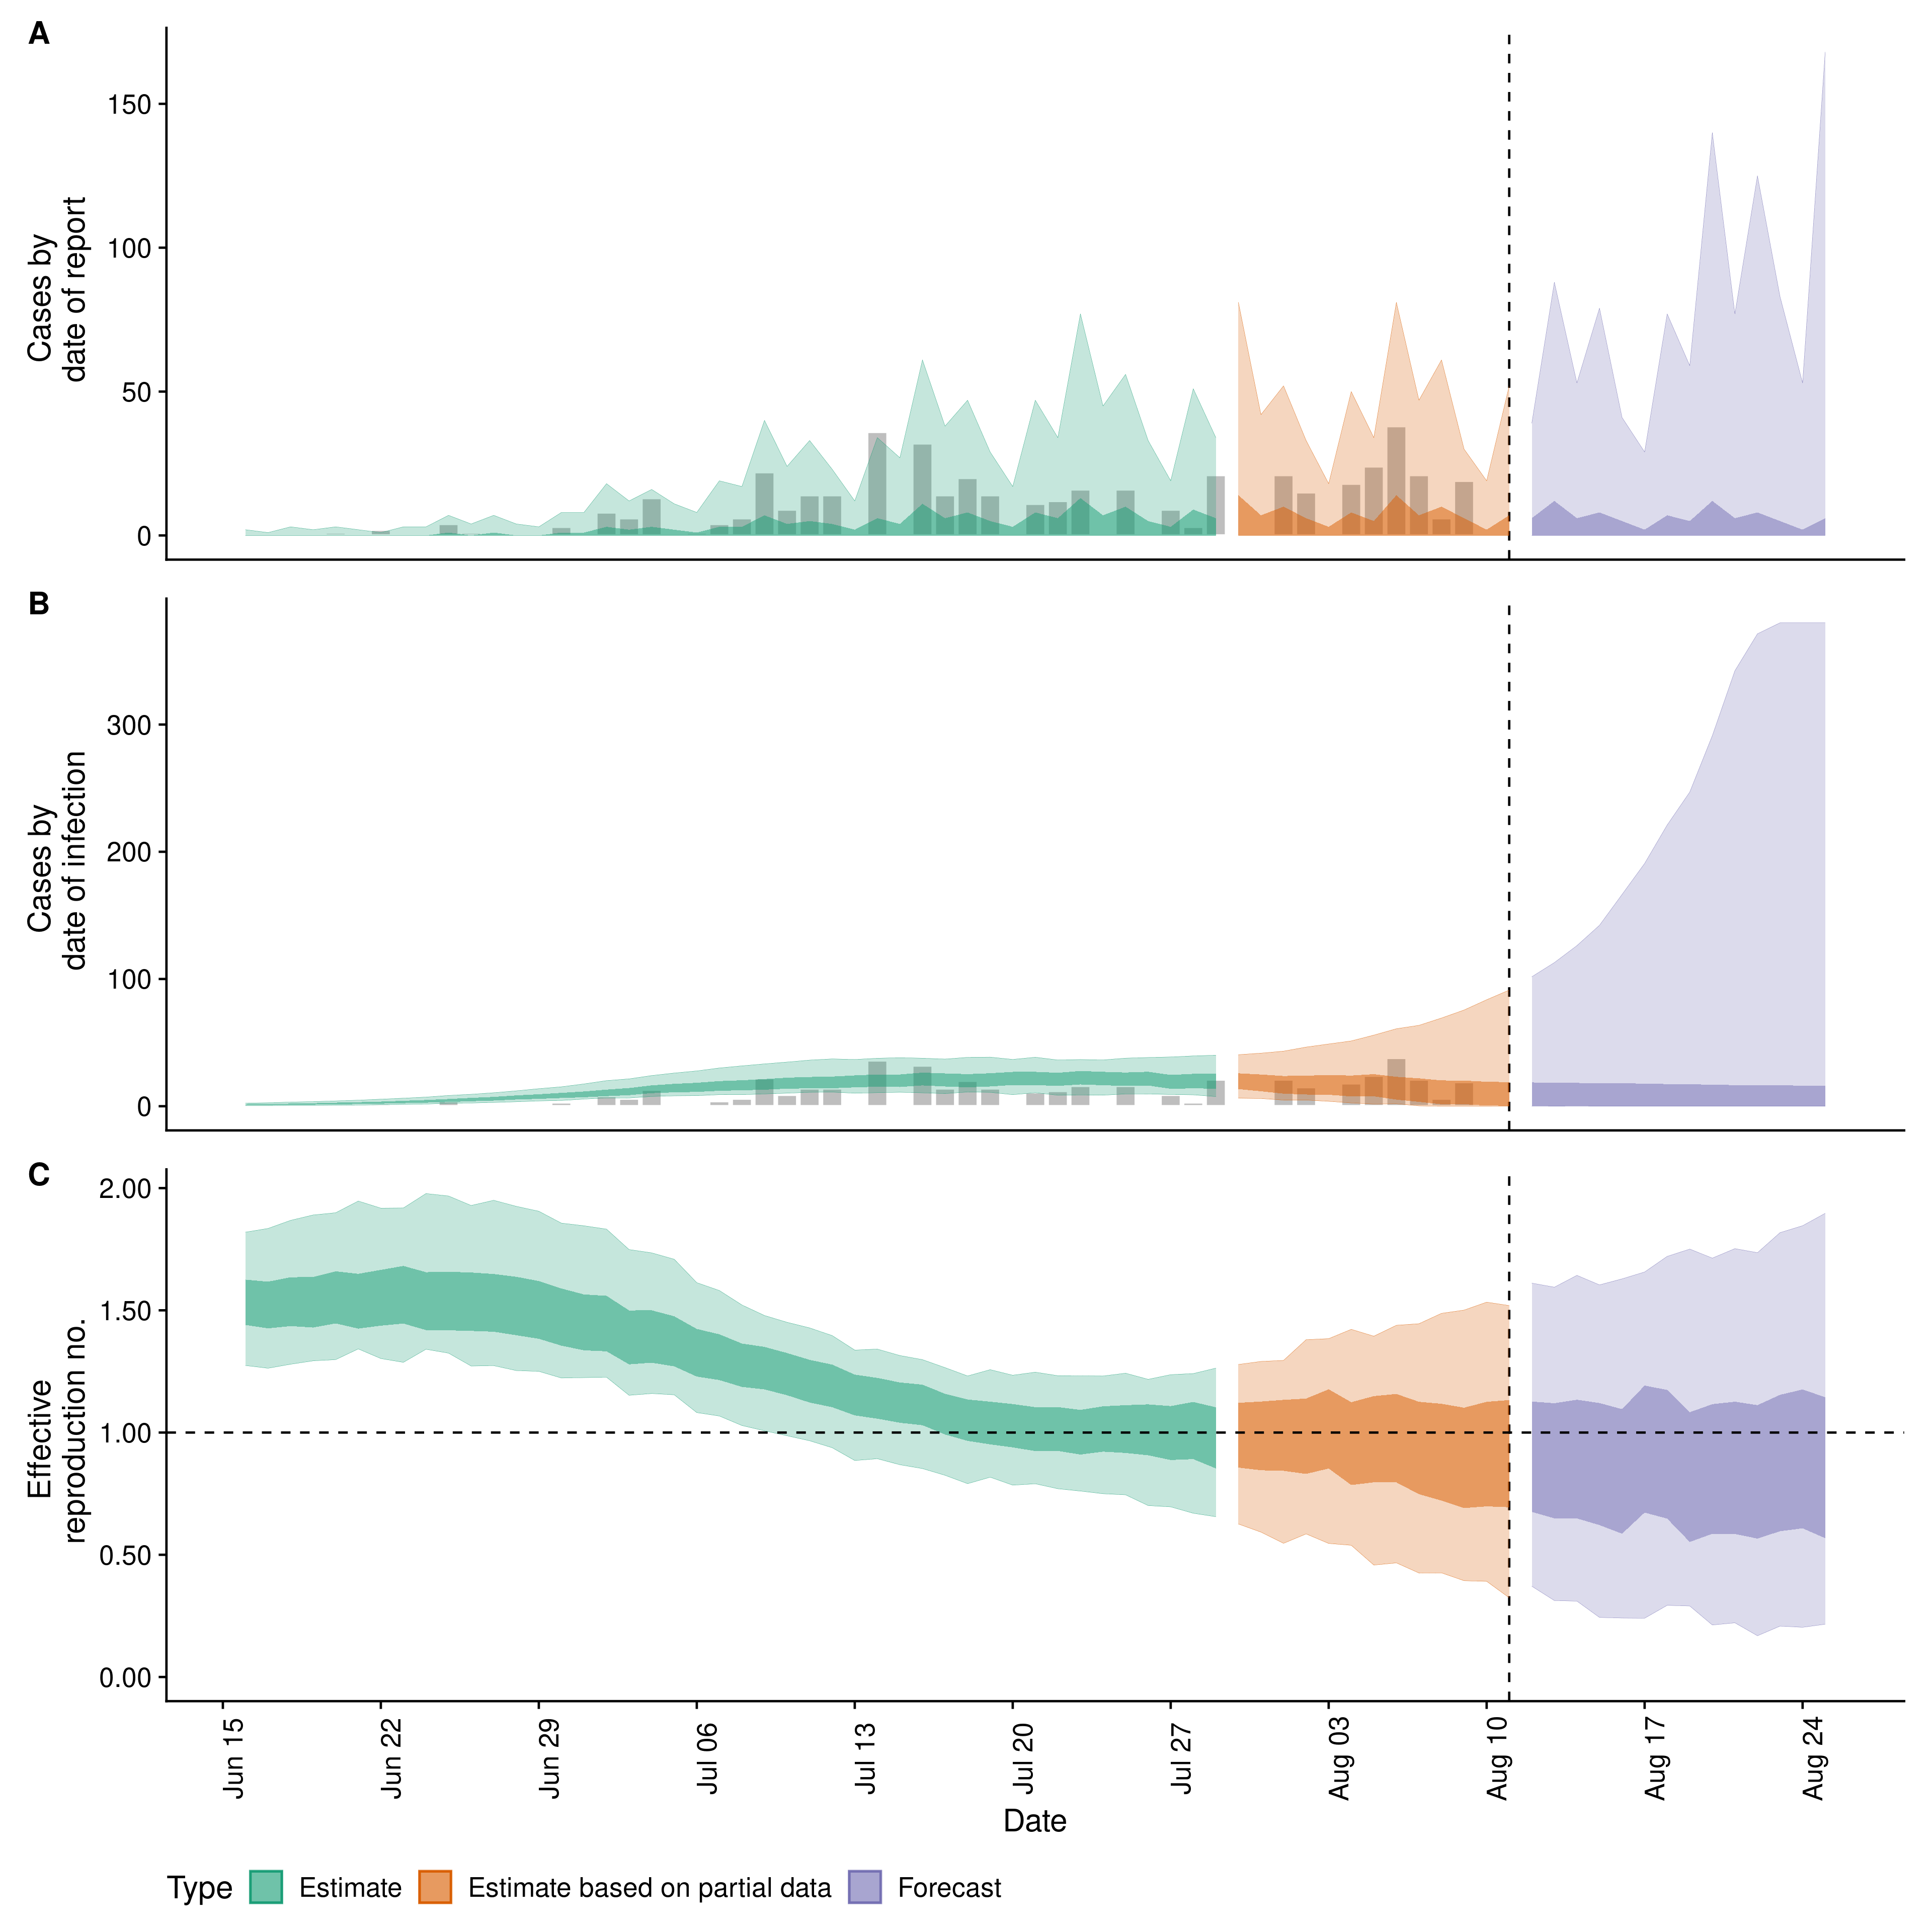 A
Cases by
date of report
150
100
50
0
B
Cases by
date of infection
300
200
100
0
C
Effective
reproduction no.
2.00
1.50
1.00
0.50
0.00
Jun 15
Jun 22
Jun 29
Jul 06
Jul 13
Jul 20
Jul 27
Aug 03
Aug 10
Aug 17
Aug 24
Date
Type Estimate Estimate based on partial data Forecast